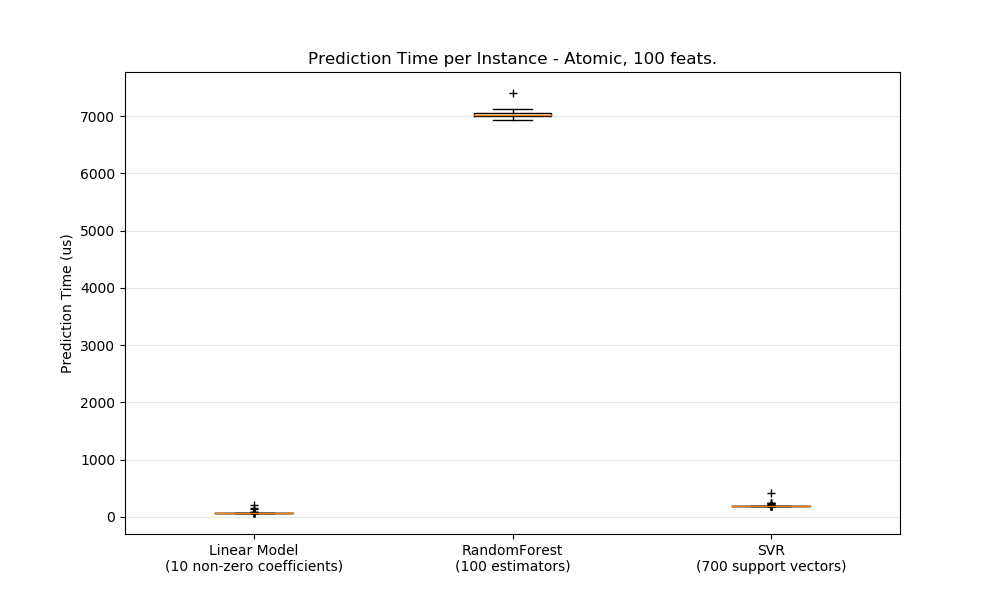 Prediction Time per Instance - Atomic, 100 feats.
Prediction Time (us)
7000
6000
5000
4000
3000
2000
1000
0
Linear Model
(10 non-zero coefficients)
RandomForest
(100 estimators)
SVR
(700 support vectors)